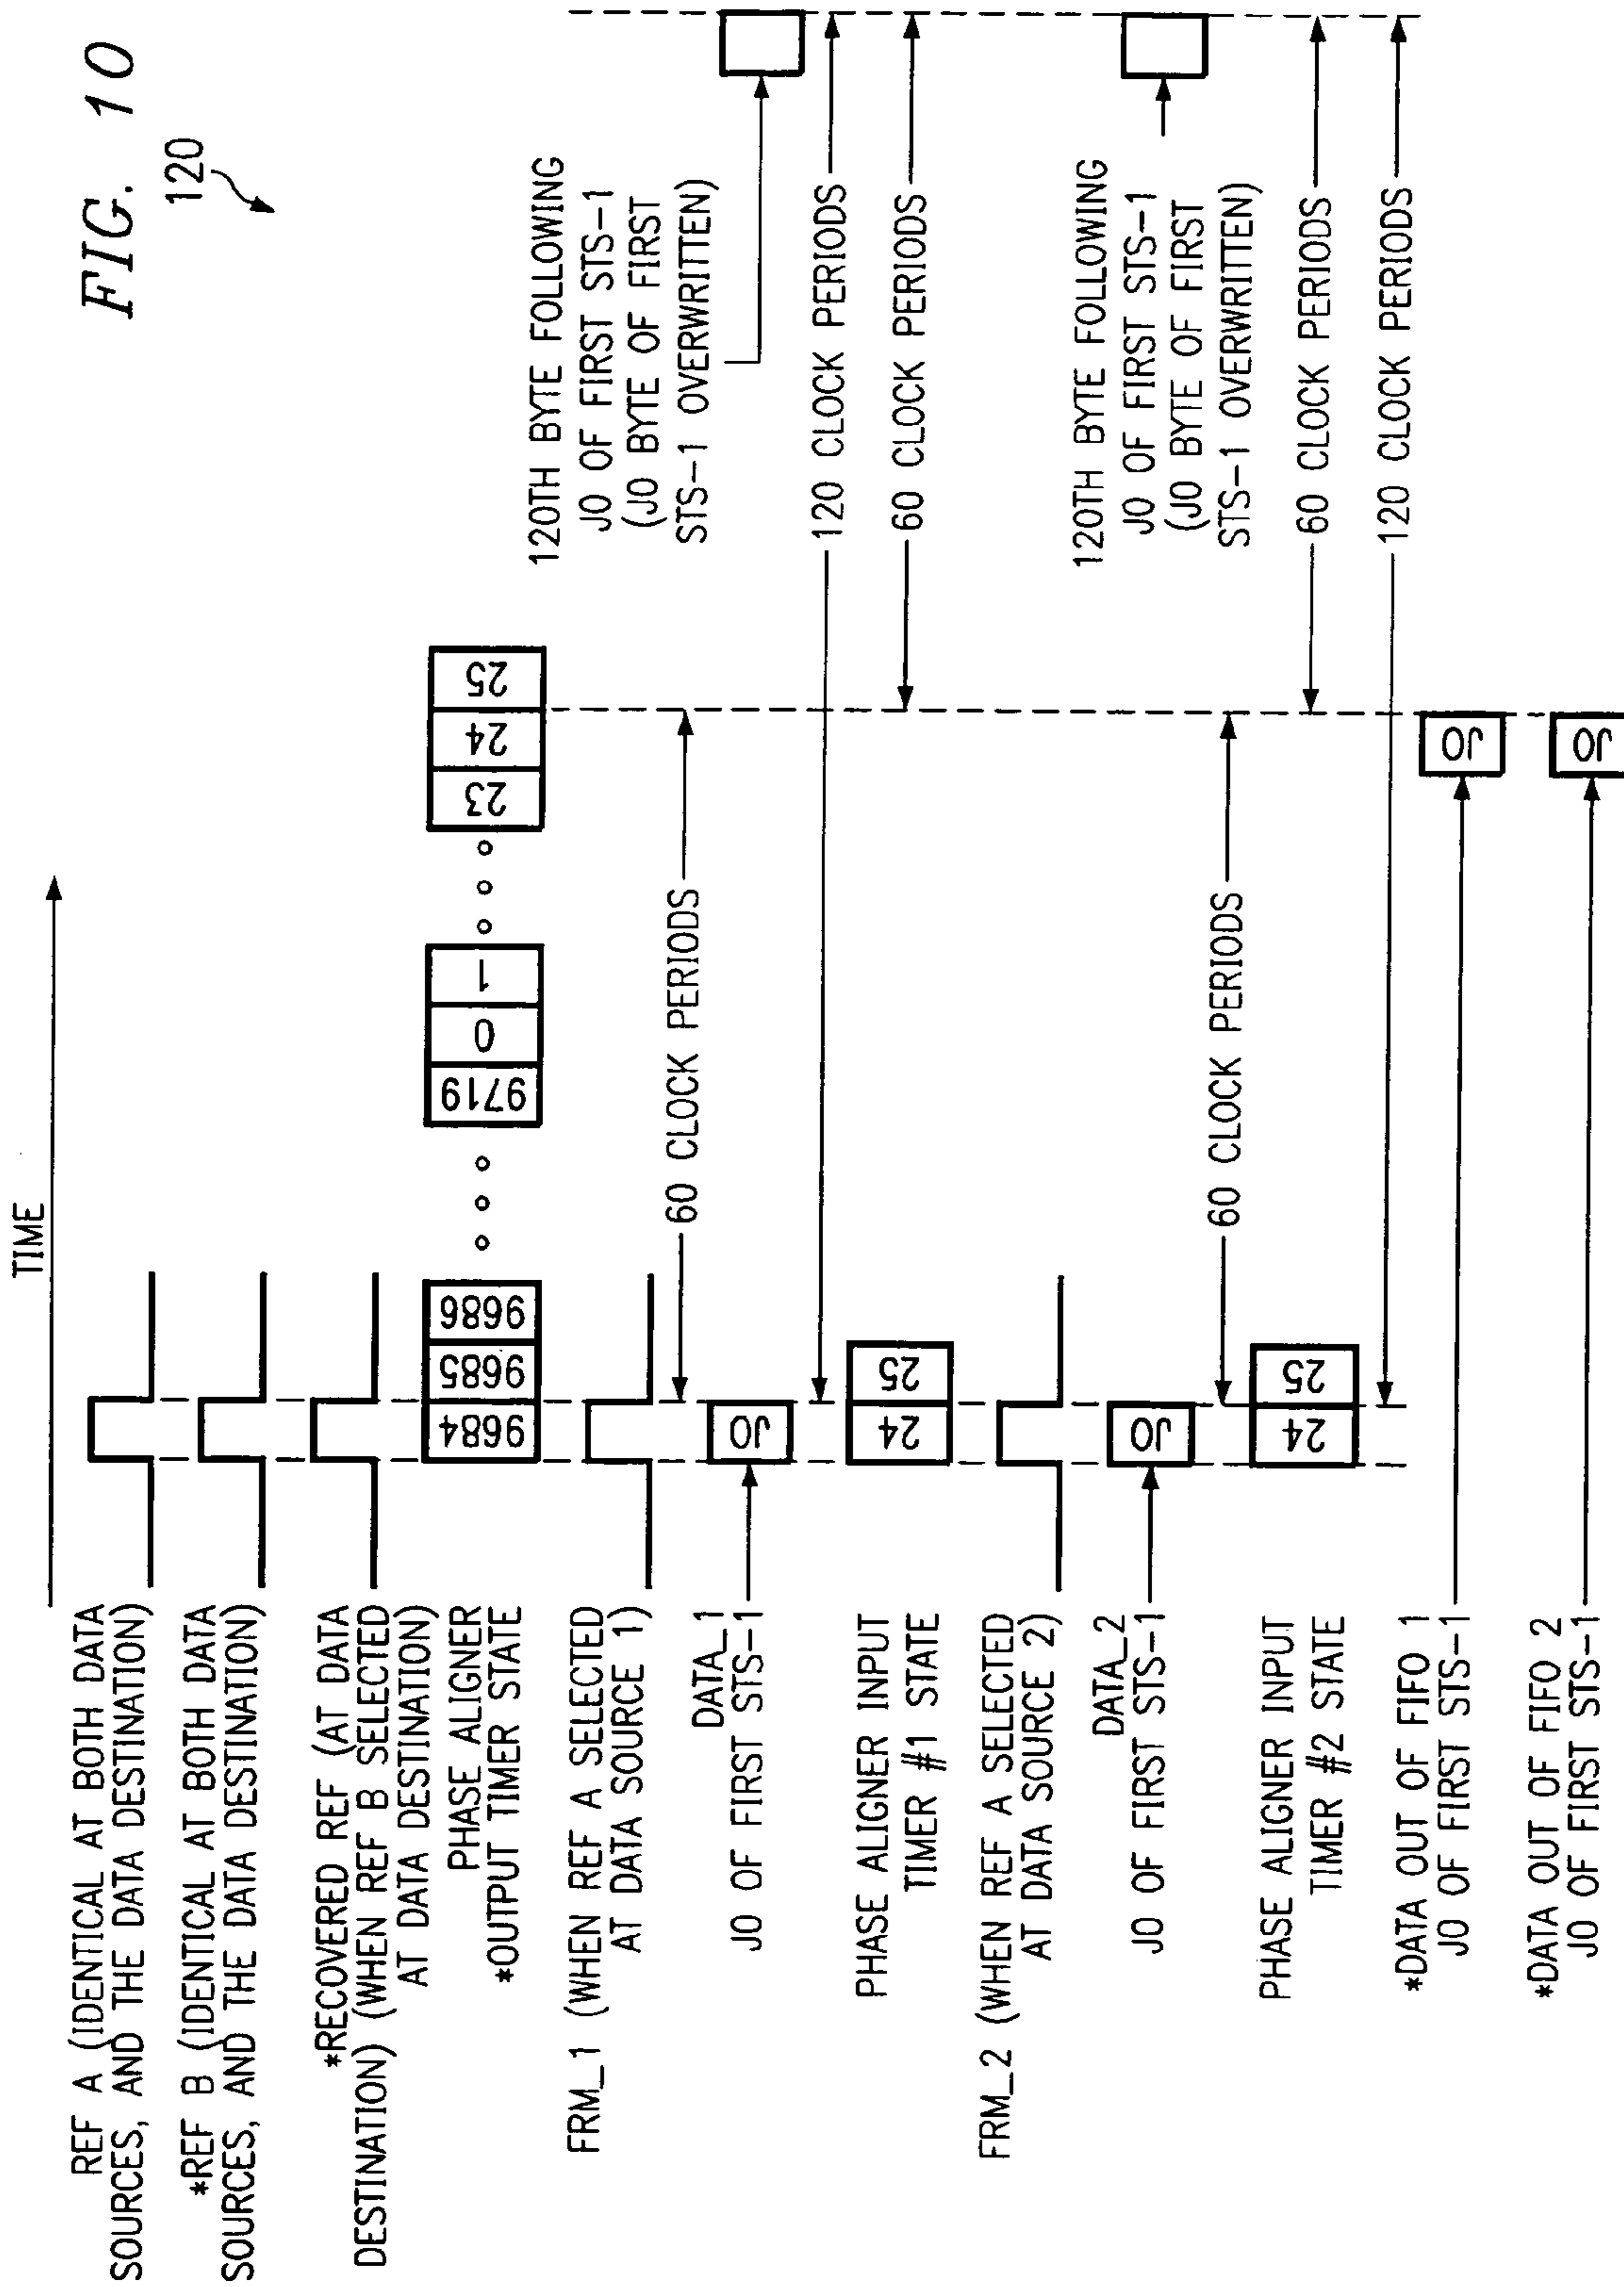 FIG. 10
120
TIME
REF A (IDENTICAL AT BOTH DATA
SOURCES, AND THE DATA DESTINATION)
*REF B (IDENTICAL AT BOTH DATA
SOURCES, AND THE DATA DESTINATION)
*RECOVERED REF (AT DATA
DESTINATION) (WHEN REF B SELECTED
AT DATA DESTINATION)
PHASE ALIGNER
*OUTPUT TIMER STATE
9684 9685 9686 9719 0 1 23 24 25
FRM_1 (WHEN REF A SELECTED
AT DATA SOURCE 1)
60 CLOCK PERIODS
120TH BYTE FOLLOWING
J0 OF FIRST STS-1
(J0 BYTE OF FIRST
STS-1 OVERWRITTEN)
DATA_1
J0 OF FIRST STS-1
J0
120 CLOCK PERIODS
PHASE ALIGNER INPUT
TIMER #1 STATE
24 25
60 CLOCK PERIODS
FRM_2 (WHEN REF A SELECTED
AT DATA SOURCE 2)
DATA_2
J0 OF FIRST STS-1
J0
120TH BYTE FOLLOWING
J0 OF FIRST STS-1
(J0 BYTE OF FIRST
STS-1 OVERWRITTEN)
60 CLOCK PERIODS
PHASE ALIGNER INPUT
TIMER #2 STATE
24 25
60 CLOCK PERIODS
120 CLOCK PERIODS
*DATA OUT OF FIFO 1
J0 OF FIRST STS-1
J0
*DATA OUT OF FIFO 2
J0 OF FIRST STS-1
J0